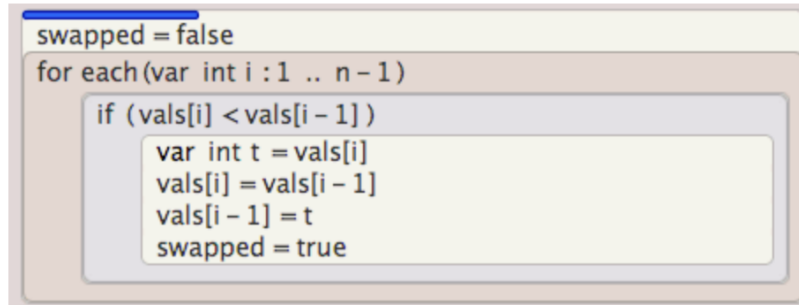 swapped = false
for each (var int i : 1 .. n – 1)
if (vals[i] < vals[i – 1] )
var int t = vals[i]
vals[i] = vals[i – 1]
vals[i – 1] = t
swapped = true